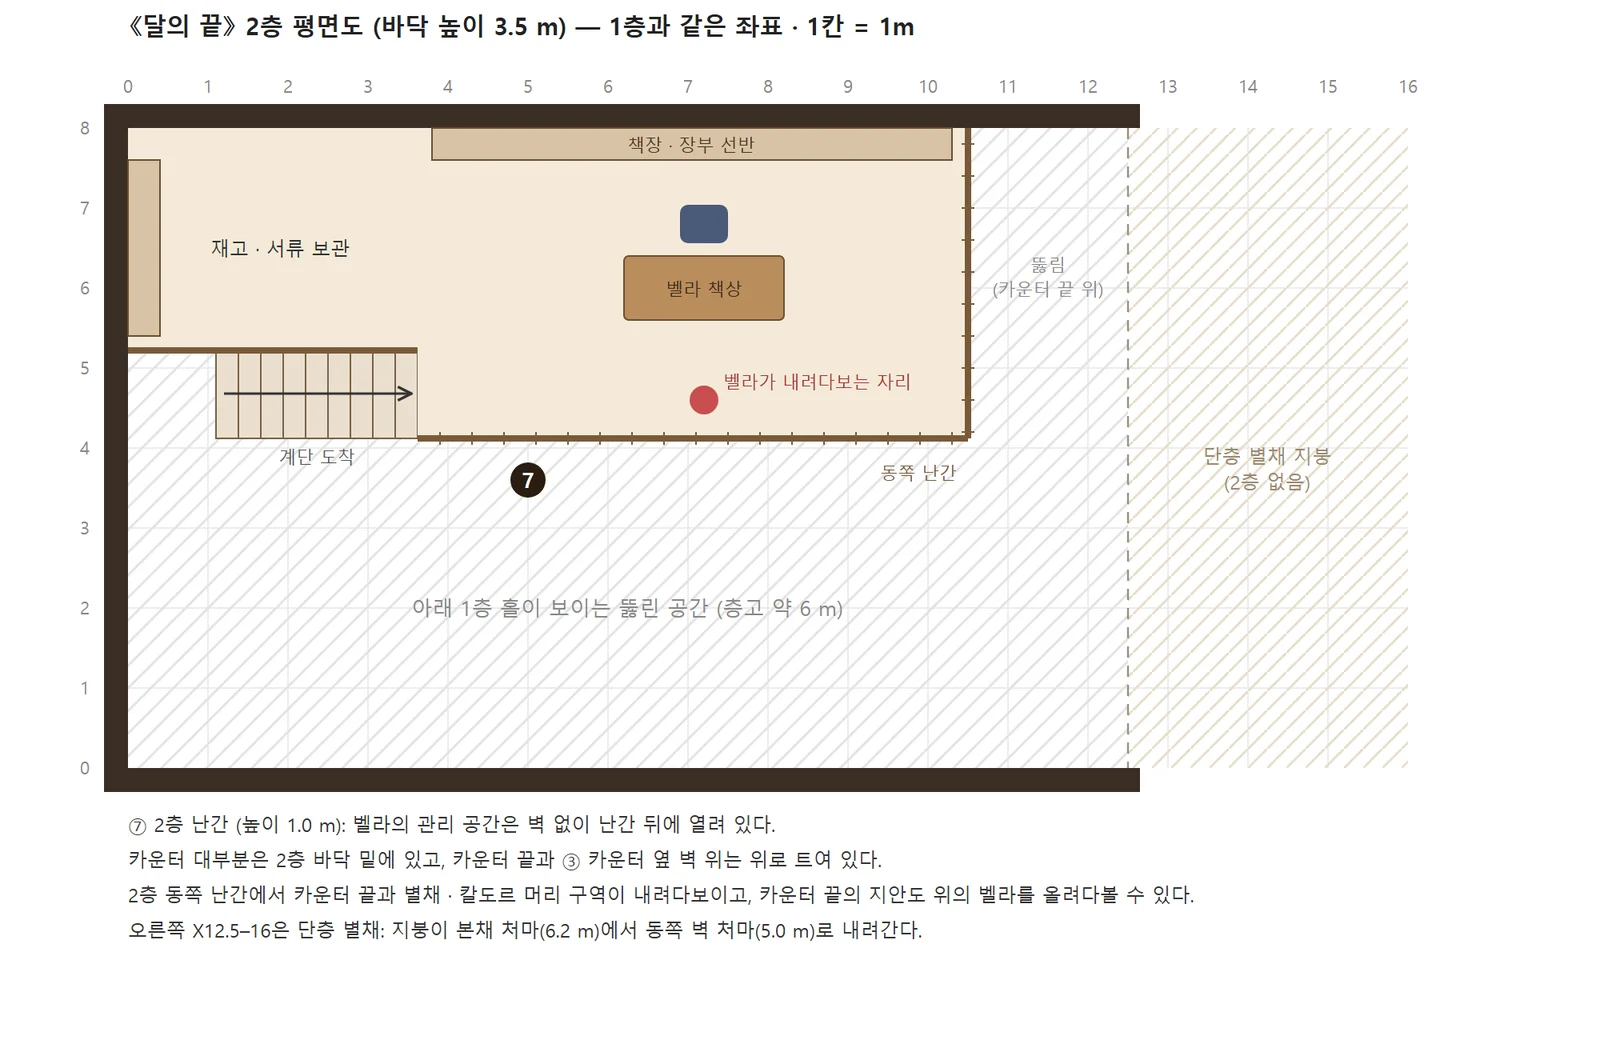 《달의 끝》 2층 평면도 (바닥 높이 3.5 m) — 1층과 같은 좌표 · 1칸 = 1m
0 1 2 3 4 5 6 7 8 9 10 11 12 13 14 15 16
8
책장 · 장부 선반
7
재고 · 서류 보관
뚫림
(카운터 끝 위)
6
벨라 책상
5
벨라가 내려다보는 자리
4
계단 도착
단층 별채 지붕
(2층 없음)
동쪽 난간
7
3
2
아래 1층 홀이 보이는 뚫린 공간 (층고 약 6 m)
1
0
⑦ 2층 난간 (높이 1.0 m): 벨라의 관리 공간은 벽 없이 난간 뒤에 열려 있다.
카운터 대부분은 2층 바닥 밑에 있고, 카운터 끝과 ③ 카운터 옆 벽 위는 위로 트여 있다.
2층 동쪽 난간에서 카운터 끝과 별채 · 칼도르 머리 구역이 내려다보이고, 카운터 끝의 지안도 위의 벨라를 올려다볼 수 있다.
오른쪽 X12.5–16은 단층 별채: 지붕이 본채 처마(6.2 m)에서 동쪽 벽 처마(5.0 m)로 내려간다.